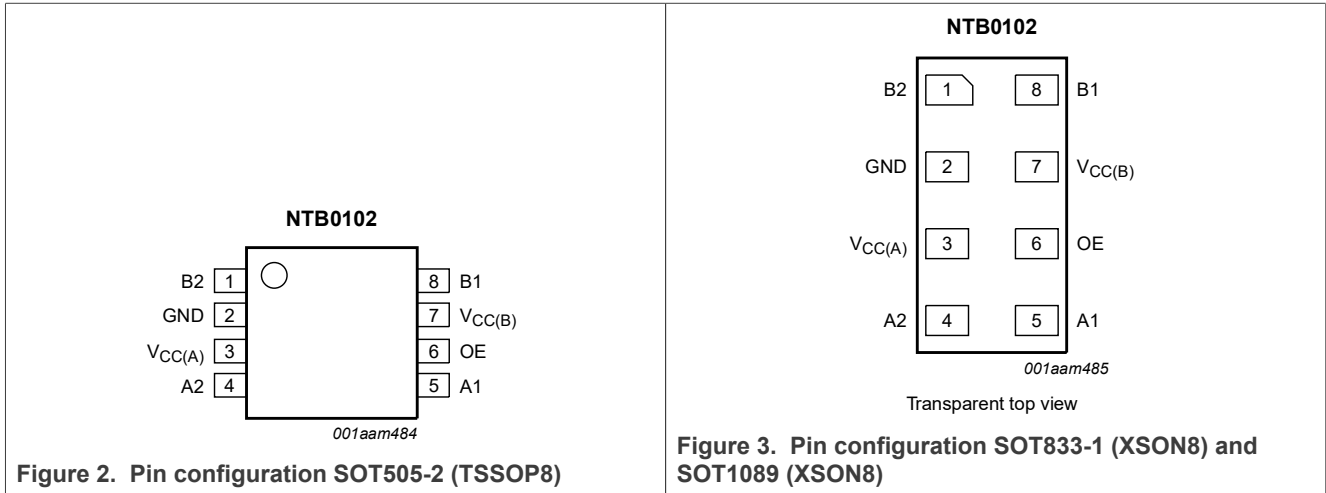 NTB0102
B2 1 8 B1
GND 2 7 VCC(B)
VCC(A) 3 6 OE
A2 4 5 A1
001aam484
Figure 2. Pin configuration SOT505-2 (TSSOP8)
NTB0102
B2 1 8 B1
GND 2 7 VCC(B)
VCC(A) 3 6 OE
A2 4 5 A1
001aam485
Transparent top view
Figure 3. Pin configuration SOT833-1 (XSON8) and
SOT1089 (XSON8)